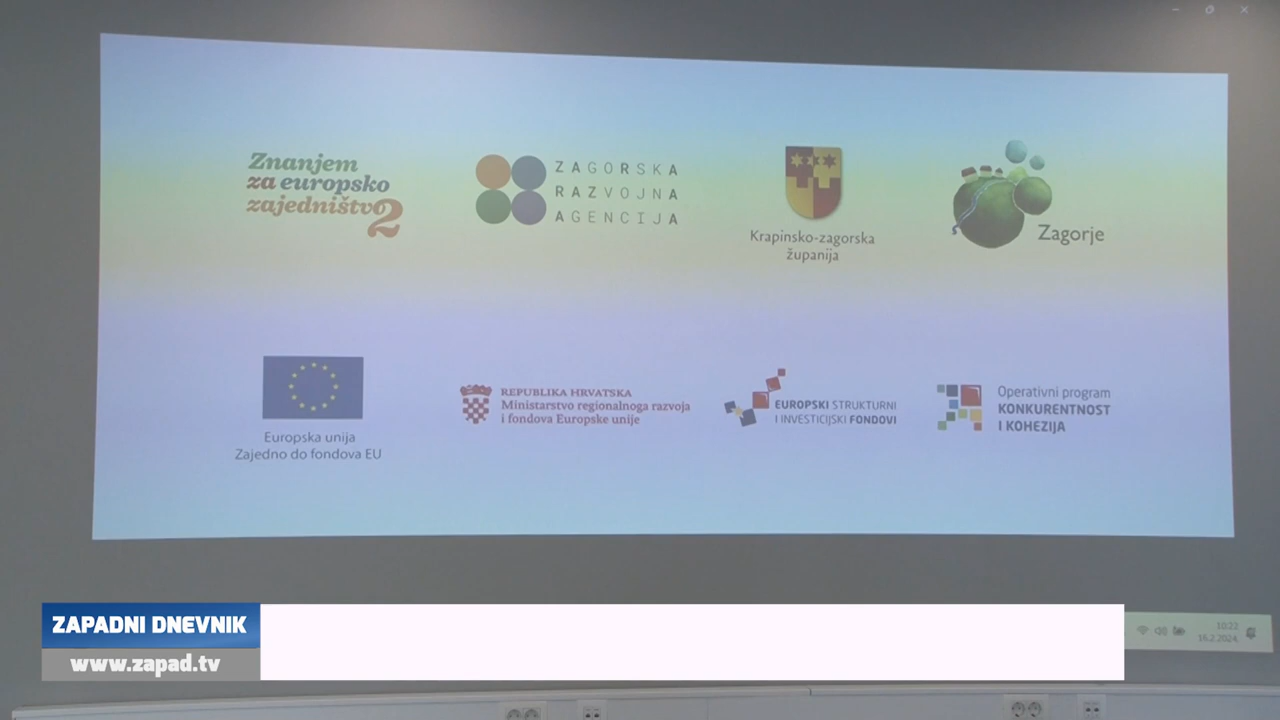 Znanjem
za europsko
zajedništvo 2
ZAGORSKA
RAZVOJNA
AGENCIJA
Krapinsko-zagorska
županija
Zagorje
Europska unija
Zajedno do fondova EU
REPUBLIKA HRVATSKA
Ministarstvo regionalnoga razvoja
i fondova Europske unije
EUROPSKI STRUKTURNI
I INVESTICIJSKI FONDOVI
Operativni program
KONKURENTNOST
I KOHEZIJA
ZAPADNI DNEVNIK
www.zapad.tv
10:22
16.2.2024.